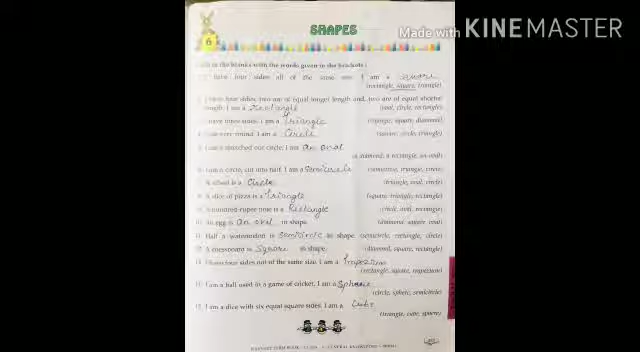 Made with KINEMASTER
SHAPES
6
Fill in the blanks with the words given in the brackets :
have four sides all of the same size. I am a square
(rectangle, square, triangle)
have four sides, two are of equal longer length and, two are of equal shorter
length. I am a Rectangle (oval, circle, rectangle)
have three sides. I am a Triangle (triangle, square, diamond)
very round. I am a Circle (square, circle, triangle)
I am a stretched out circle. I am an oval
(a diamond, a rectangle, an oval)
I am a circle, cut into half. I am a Semicircle (semicircle, triangle, circle)
A wheel is a Circle (triangle, oval, circle)
A slice of pizza is a Triangle (square, triangle, rectangle)
A hundred-rupee note is a Rectangle (circle, oval, rectangle)
An egg is an oval in shape.
11. Half a watermelon is semicircle in shape. (semicircle, rectangle, circle)
12. A chessboard is Square in shape. (diamond, square, rectangle)
13. I have four sides not of the same size. I am a Trapezium
(rectangle, square, trapezium)
14. I am a ball used in a game of cricket. I am a Sphere
(circle, sphere, semicircle)
15. I am a dice with six equal square sides. I am a Cube
(triangle, cube, sphere)